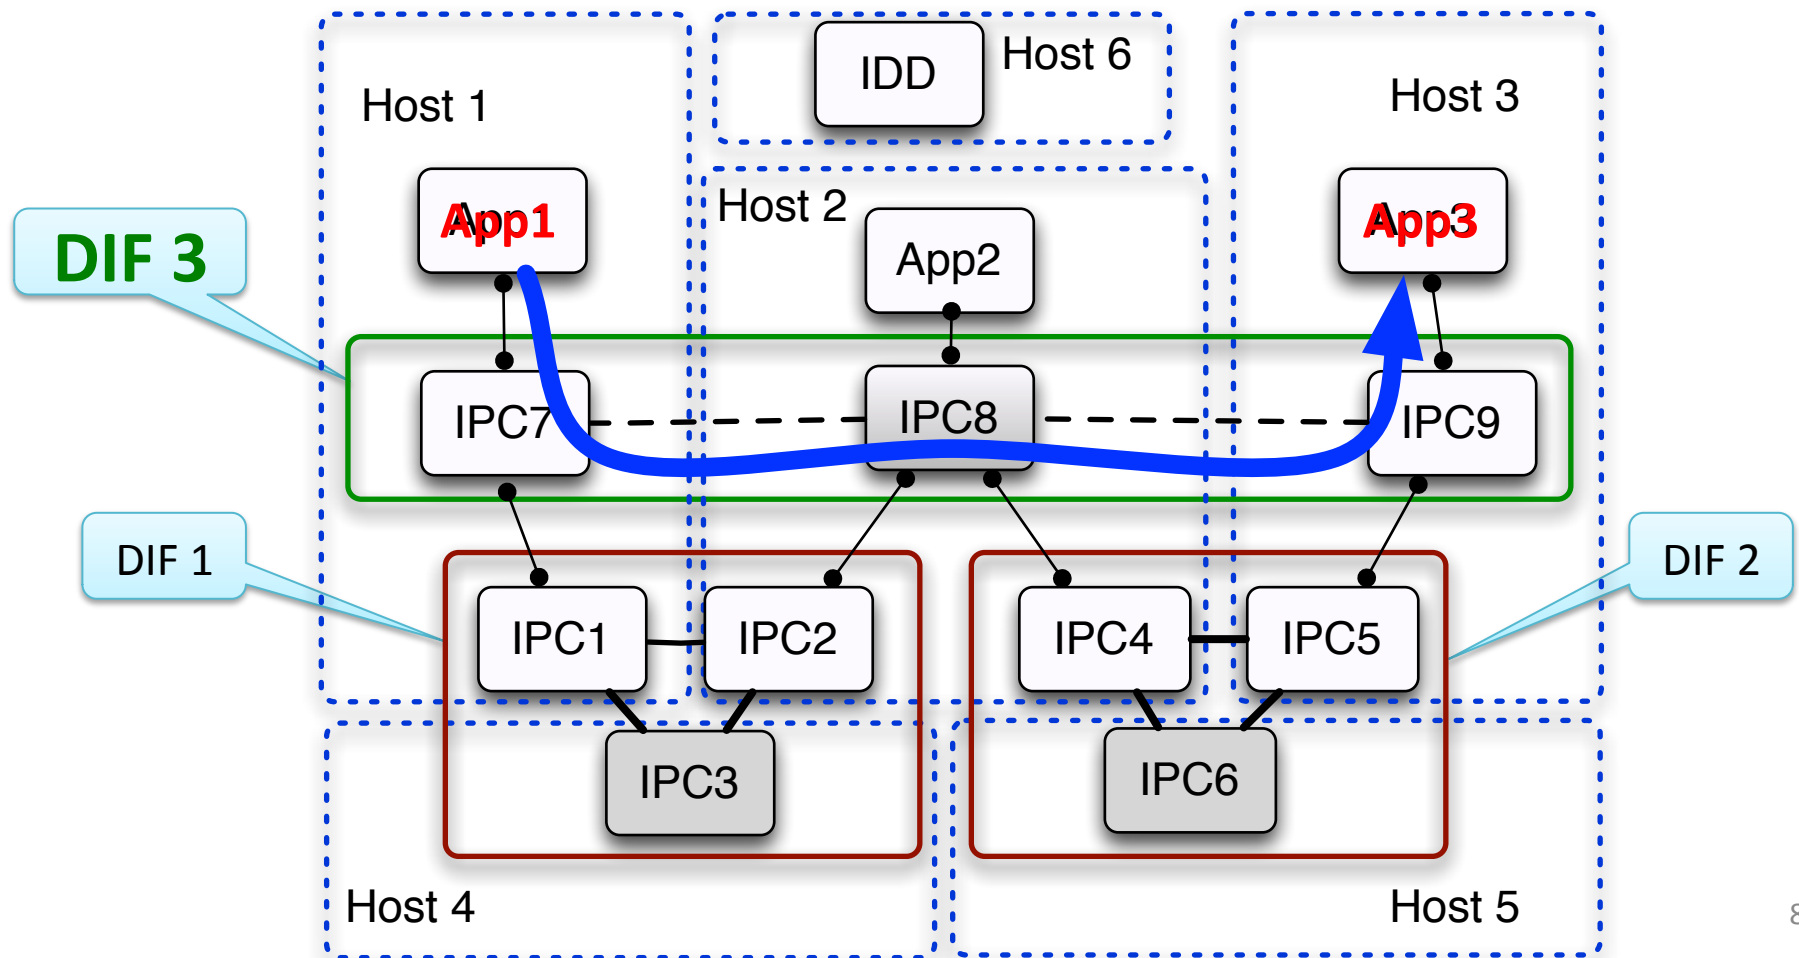 IDD
Host 6
Host 1
Host 3
App1
App3
Host 2
App2
DIF 3
IPC7
IPC8
IPC9
DIF 1
DIF 2
IPC1
IPC2
IPC4
IPC5
IPC3
IPC6
Host 4
Host 5
8